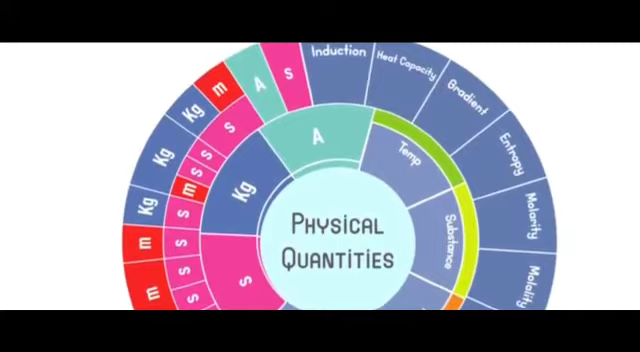 Induction
Heat Capacity
Gradient
Entropy
Molarity
Molality
s
A
m
Kg
Kg
Kg
m
m
s
s
s
m
s
s
s
s
A
Kg
s
Temp
Substance
PHYSICAL
QUANTITIES